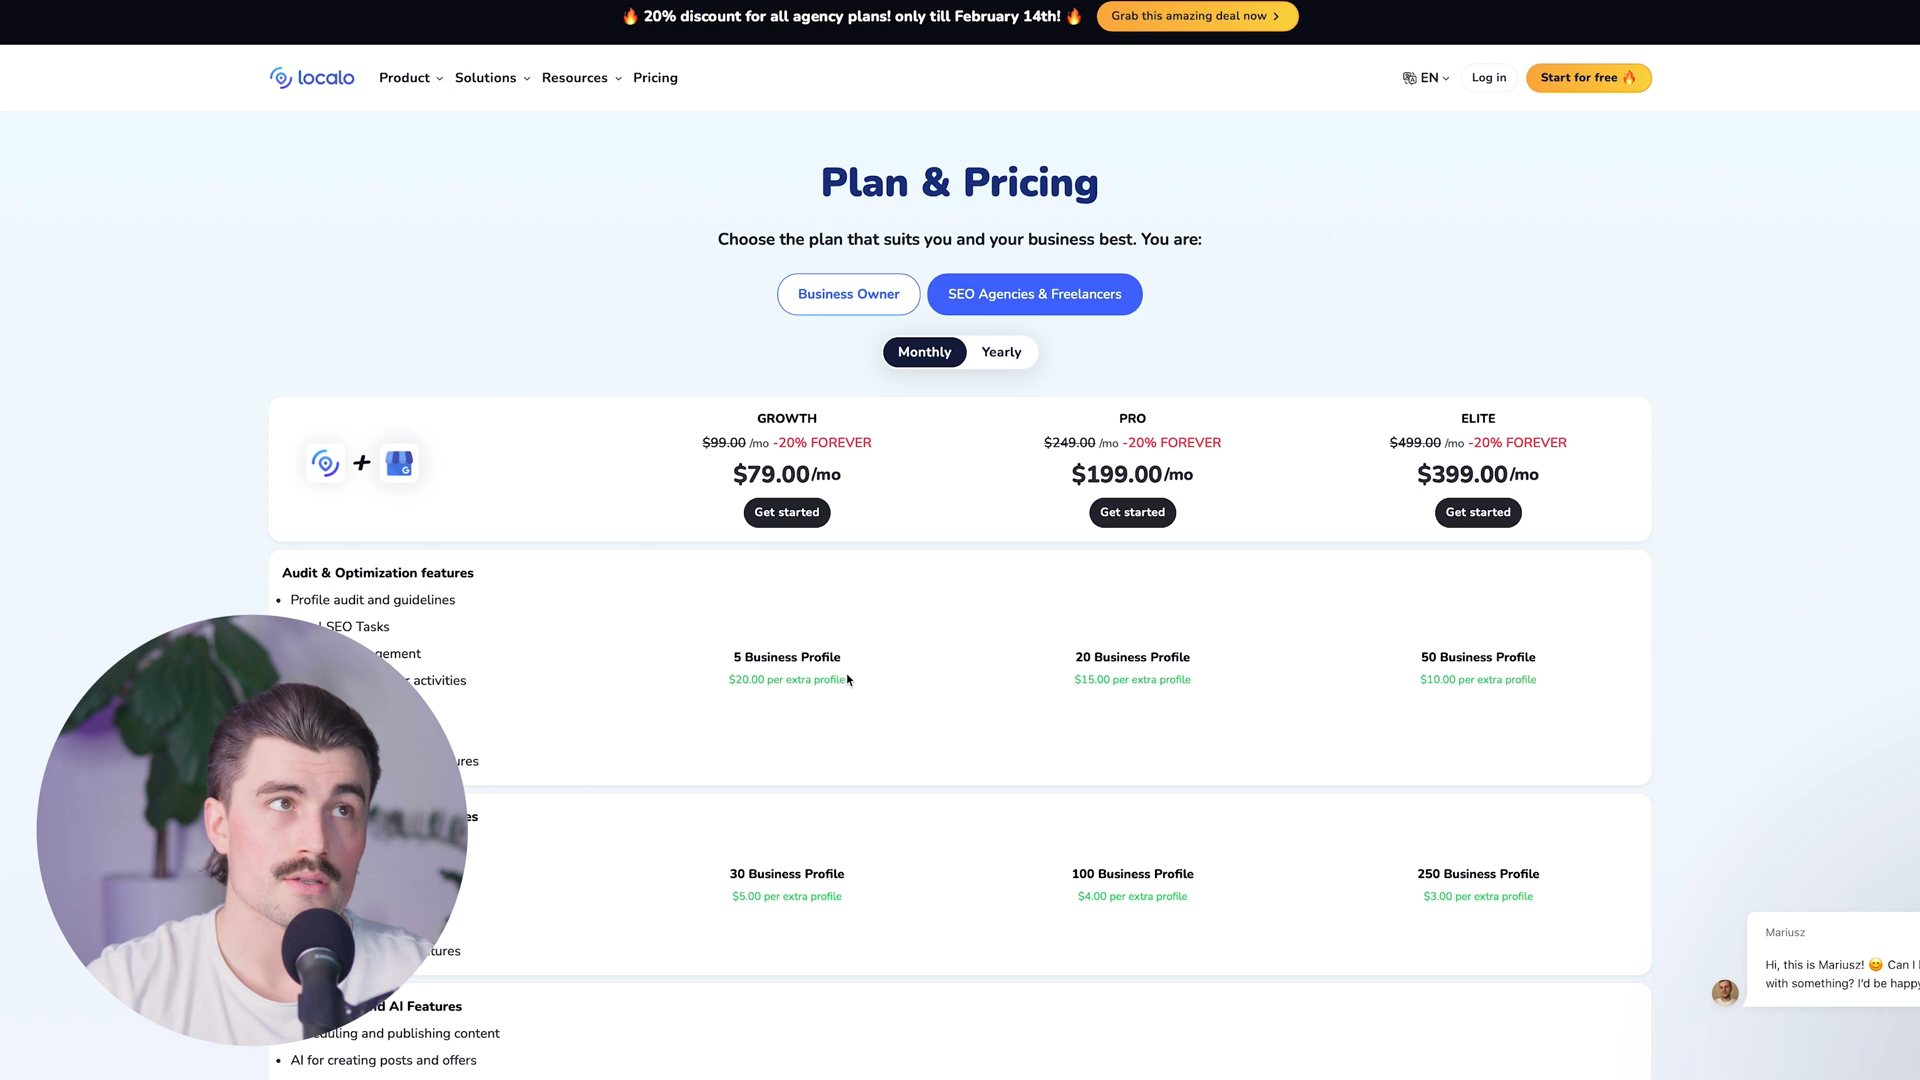 🔥 20% discount for all agency plans! only till February 14th! 🔥 Grab this amazing deal now >
localo Product Solutions Resources Pricing EN Log in Start for free 🔥
Plan & Pricing
Choose the plan that suits you and your business best. You are:
Business Owner SEO Agencies & Freelancers
Monthly Yearly
GROWTH PRO ELITE
$99.00 /mo -20% FOREVER $249.00 /mo -20% FOREVER $499.00 /mo -20% FOREVER
$79.00/mo $199.00/mo $399.00/mo
Get started Get started Get started
Audit & Optimization features
• Profile audit and guidelines
SEO Tasks
5 Business Profile 20 Business Profile 50 Business Profile
activities $20.00 per extra profile $15.00 per extra profile $10.00 per extra profile
30 Business Profile 100 Business Profile 250 Business Profile
$5.00 per extra profile $4.00 per extra profile $3.00 per extra profile
Mariusz
Hi, this is Mariusz! 😊 Can I
with something? I'd be happy
AI Features
and publishing content
• AI for creating posts and offers